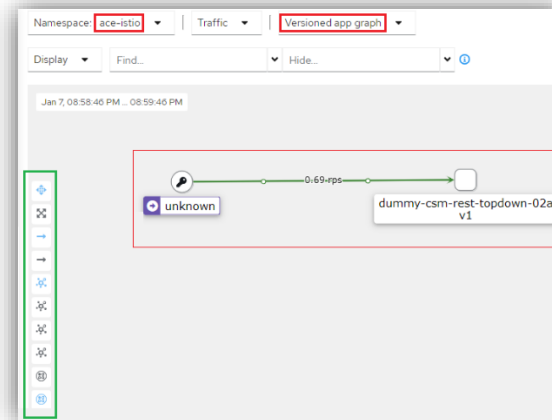 Namespace: ace-istio Traffic Versioned app graph
Display Find... Hide...
Jan 7, 08:58:46 PM ... 08:59:46 PM
0.69 rps
unknown
dummy-csm-rest-topdown-02a
v1